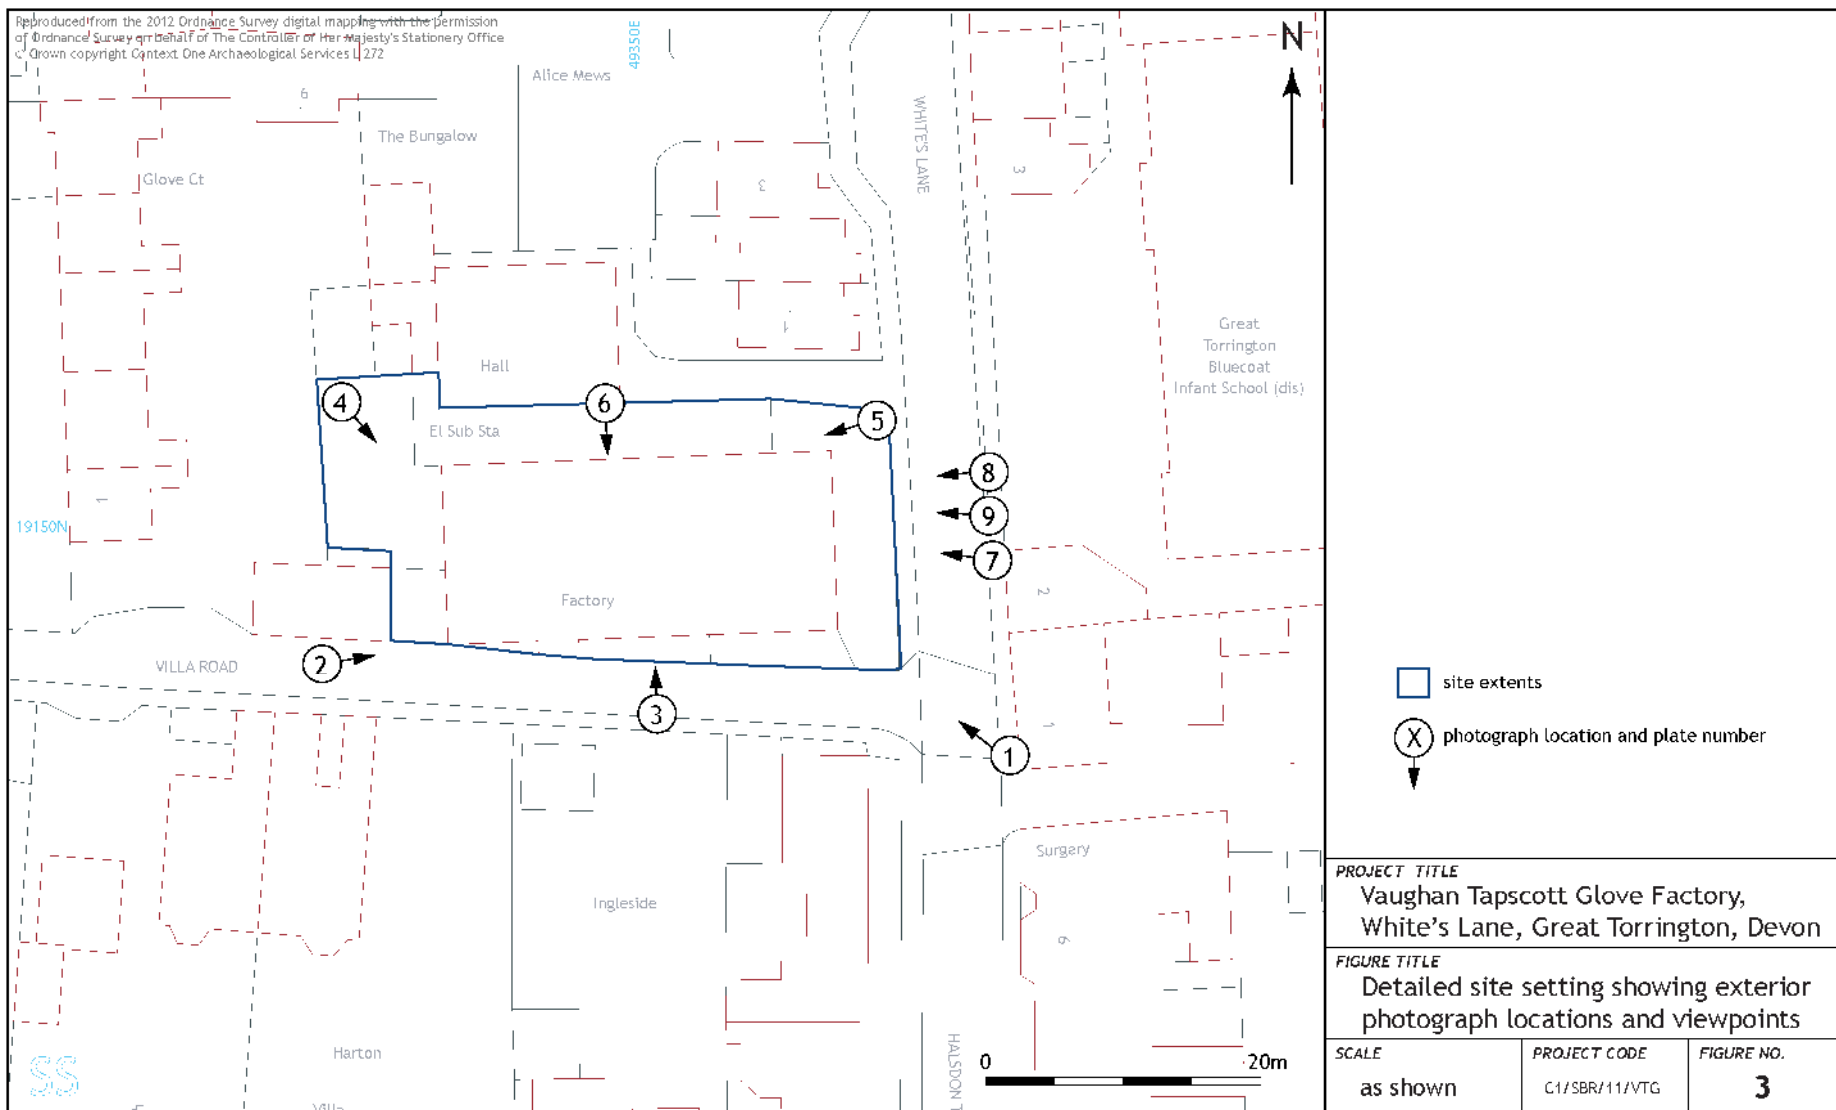 Reproduced from the 2012 Ordnance Survey digital mapping with the permission
of Ordnance Survey on behalf of The Controller of Her Majesty's Stationery Office
© Crown copyright Context One Archaeological Services L 272
49350E
Alice Mews
N
6
The Bungalow
WHITE'S LANE
Glove Ct
3
3
1
Great
Torrington
Bluecoat
Infant School (dis)
Hall
4
6
5
El Sub Sta
8
1
9
19150N
7
2
Factory
2
VILLA ROAD
3
1
1
site extents
X
photograph location and plate number
Surgery
Ingleside
6
Harton
HALSDON T
0
20m
SS
Villa
PROJECT TITLE
Vaughan Tapscott Glove Factory,
White's Lane, Great Torrington, Devon
FIGURE TITLE
Detailed site setting showing exterior
photograph locations and viewpoints
SCALE
as shown
PROJECT CODE
C1/SBR/11/VTG
FIGURE NO.
3